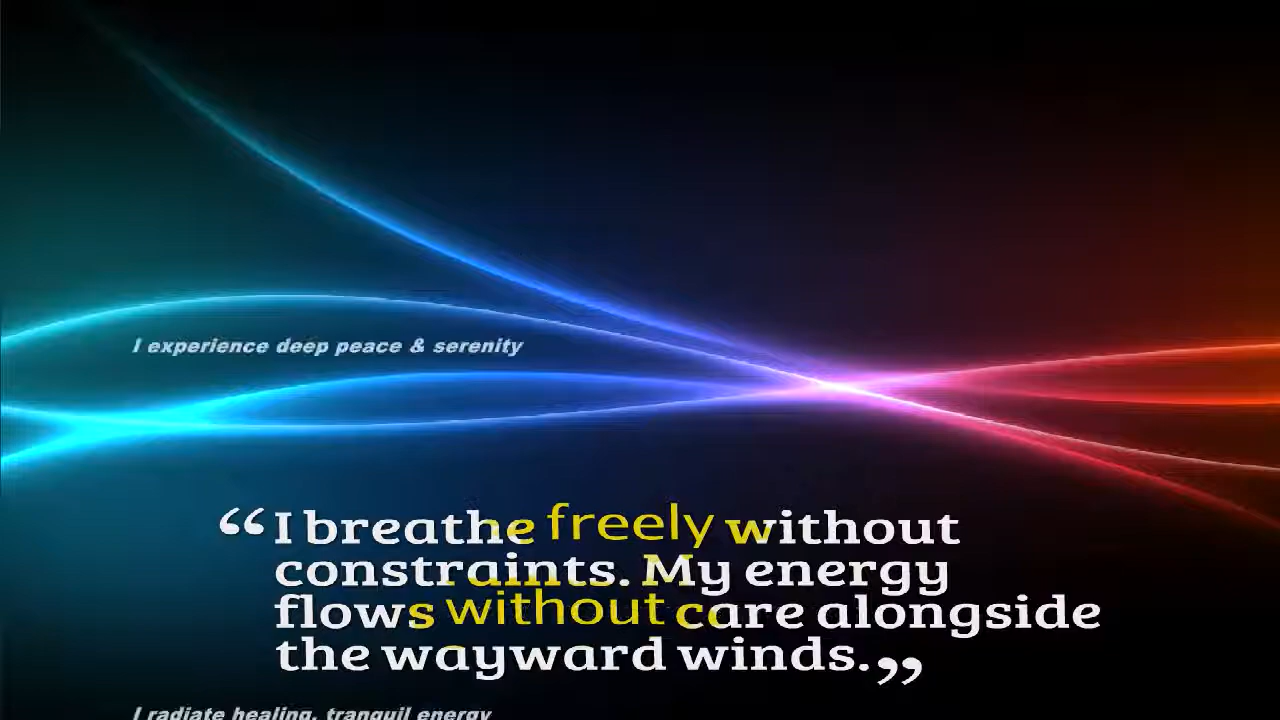 I experience deep peace & serenity
“I breathe freely without
constraints. My energy
flows without care alongside
the wayward winds.”
I radiate healing, tranquil energy